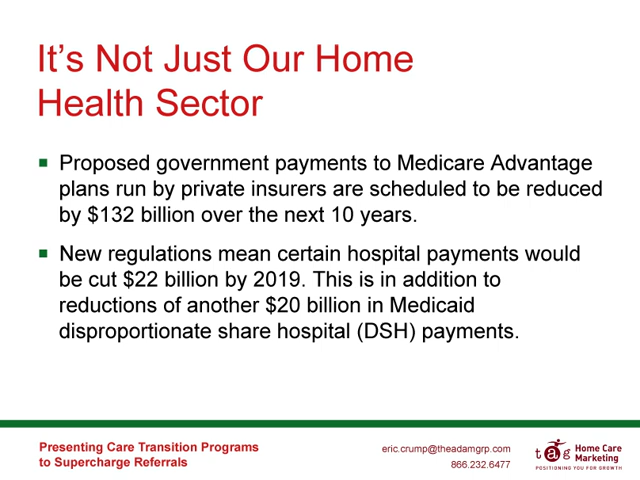 It's Not Just Our Home
Health Sector
Proposed government payments to Medicare Advantage
plans run by private insurers are scheduled to be reduced
by $132 billion over the next 10 years.
New regulations mean certain hospital payments would
be cut $22 billion by 2019. This is in addition to
reductions of another $20 billion in Medicaid
disproportionate share hospital (DSH) payments.
Presenting Care Transition Programs
to Supercharge Referrals
eric.crump@theadamgrp.com
866.232.6477
tag Home Care
Marketing
POSITIONING YOU FOR GROWTH